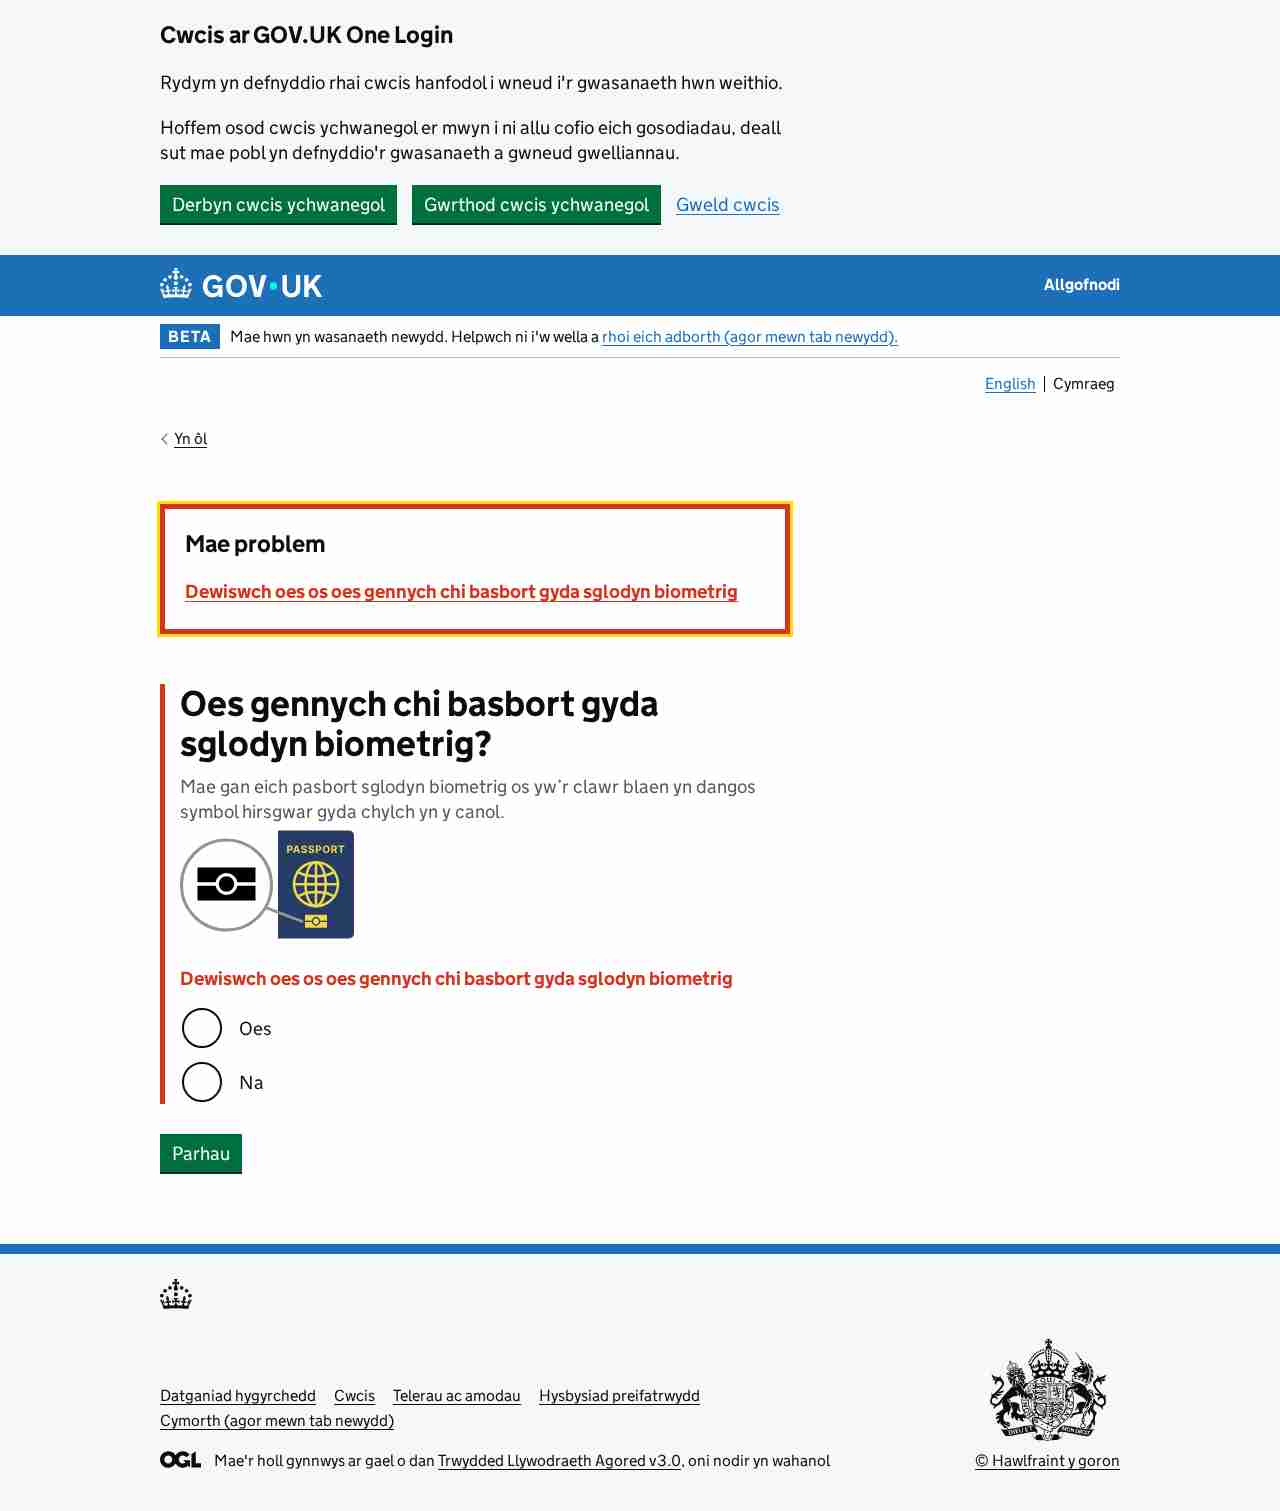 Cwcis ar GOV.UK One Login
Rydym yn defnyddio rhai cwcis hanfodol i wneud i'r gwasanaeth hwn weithio.
Hoffem osod cwcis ychwanegol er mwyn i ni allu cofio eich gosodiadau, deall
sut mae pobl yn defnyddio'r gwasanaeth a gwneud gwelliannau.
Derbyn cwcis ychwanegol Gwrthod cwcis ychwanegol Gweld cwcis
GOV·UK Allgofnodi
BETA Mae hwn yn wasanaeth newydd. Helpwch ni i'w wella a rhoi eich adborth (agor mewn tab newydd).
English Cymraeg
Yn ôl
Mae problem
Dewiswch oes os oes gennych chi basbort gyda sglodyn biometrig
Oes gennych chi basbort gyda
sglodyn biometrig?
Mae gan eich pasbort sglodyn biometrig os yw’r clawr blaen yn dangos
symbol hirsgwar gyda chylch yn y canol.
PASSPORT
Dewiswch oes os oes gennych chi basbort gyda sglodyn biometrig
Oes
Na
Parhau
Datganiad hygyrchedd Cwcis Telerau ac amodau Hysbysiad preifatrwydd
Cymorth (agor mewn tab newydd)
OGL Mae'r holl gynnwys ar gael o dan Trwydded Llywodraeth Agored v3.0, oni nodir yn wahanol
© Hawlfraint y goron